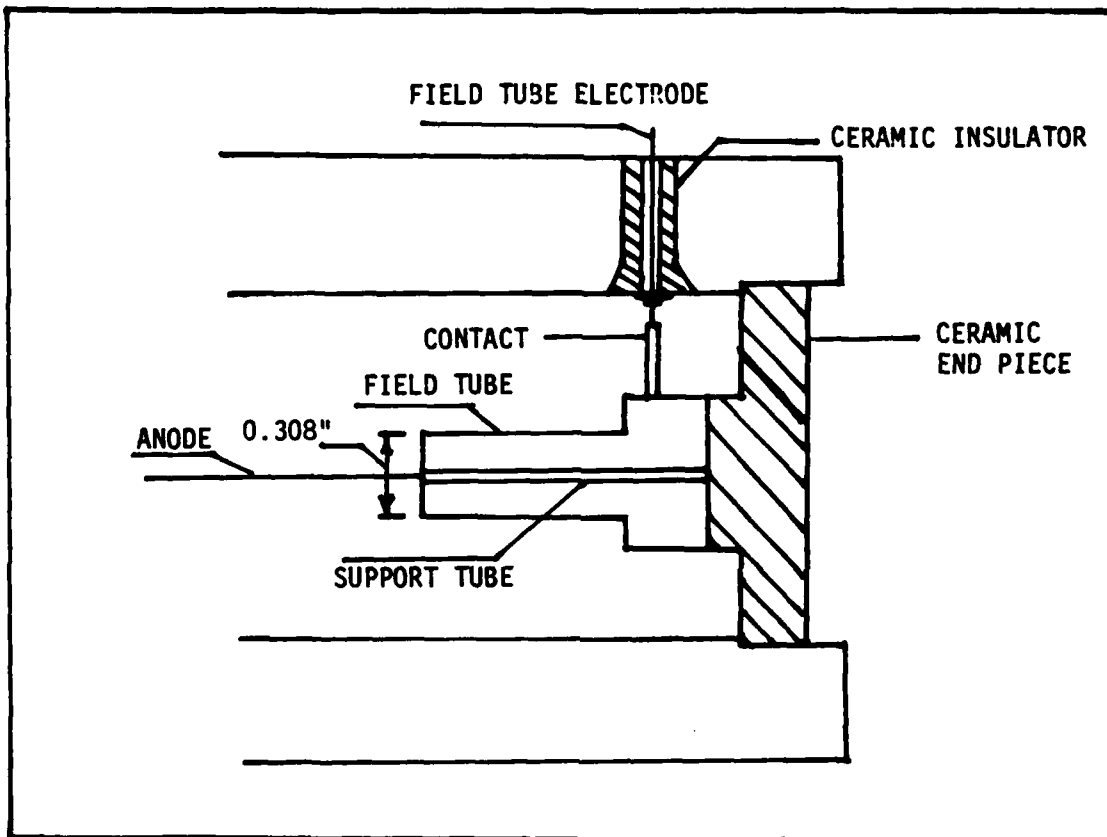 FIELD TUBE ELECTRODE
CERAMIC INSULATOR
CONTACT
CERAMIC
END PIECE
FIELD TUBE
0.308"
ANODE
SUPPORT TUBE